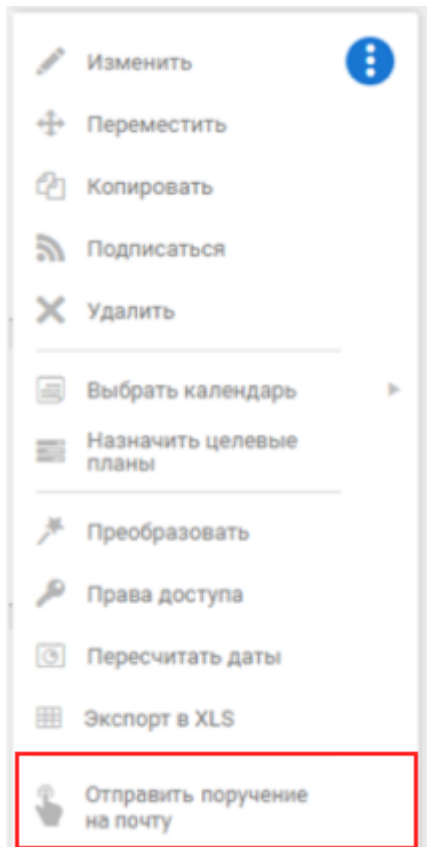 Изменить
Переместить
Копировать
Подписаться
Удалить
Выбрать календарь
Назначить целевые
планы
Преобразовать
Права доступа
Пересчитать даты
Экспорт в XLS
Отправить поручение
на почту